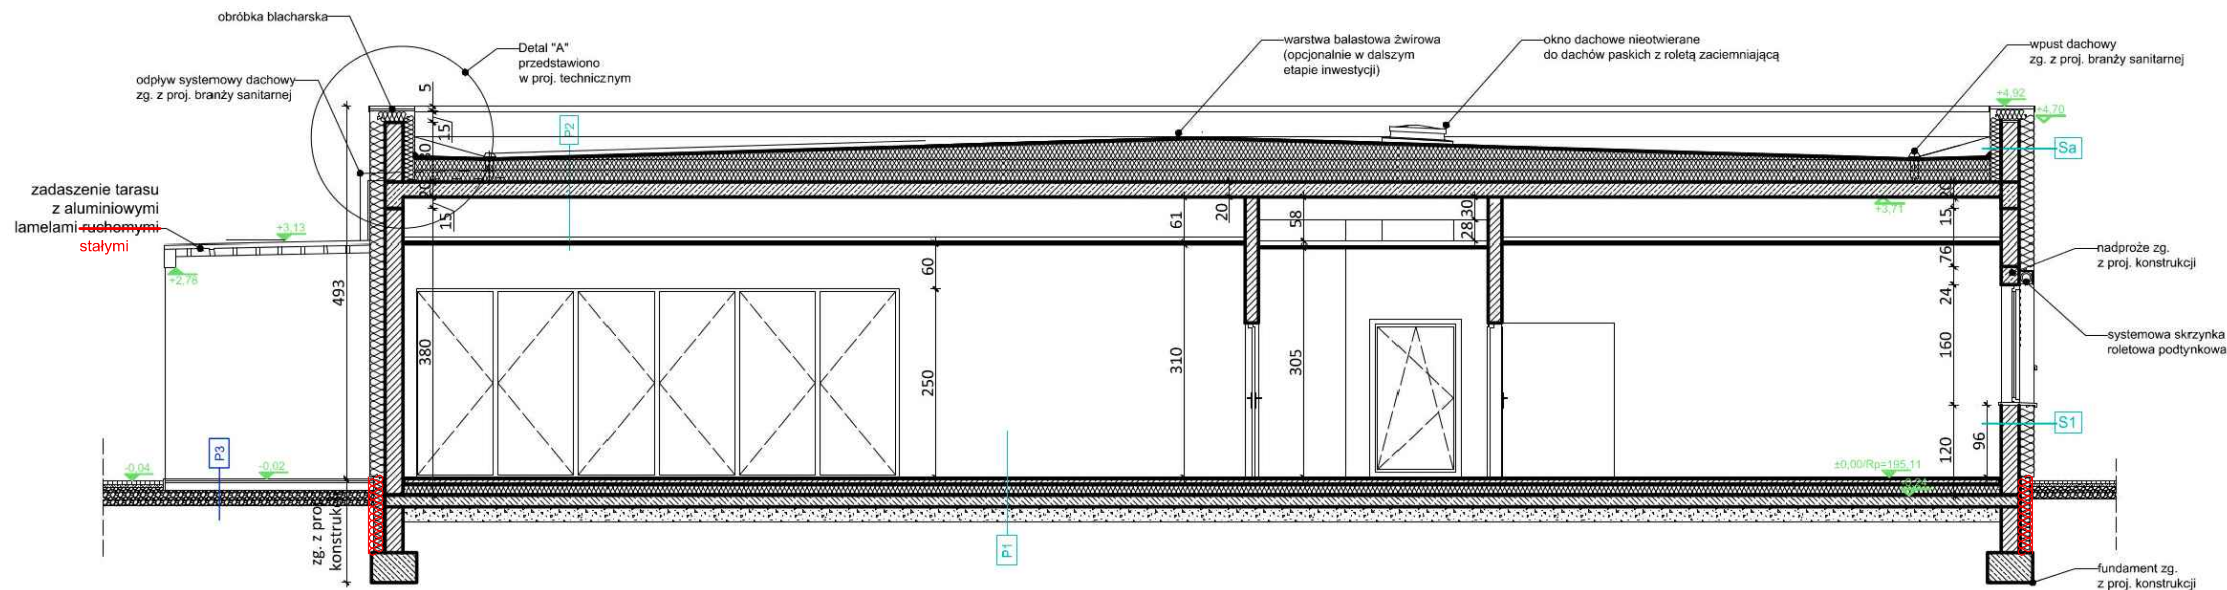 obróbka blacharska
Detal "A"
przedstawiono
w proj. technicznym
odpływ systemowy dachowy
zg. z proj. branży sanitarnej
warstwa balastowa żwirowa
(opcjonalnie w dalszym
etapie inwestycji)
okno dachowe nieotwierane
do dachów paskich z roletą zaciemniającą
wpust dachowy
zg. z proj. branży sanitarnej
+4,92
+4,70
5
15
P2
Sa
zadaszenie tarasu
z aluminiowymi
lamelami ruchomymi
stałymi
+3,13
+2,76
15
61
20
58
30
28
+3,71
15
76
24
160
120
96
nadproże zg.
z proj. konstrukcji
systemowa skrzynka
roletowa podtynkowa
493
380
60
250
310
305
S1
-0,04
P3
-0,02
±0,00/Rp=195,11
zg. z proj.
P1
fundament zg.
z proj. konstrukcji